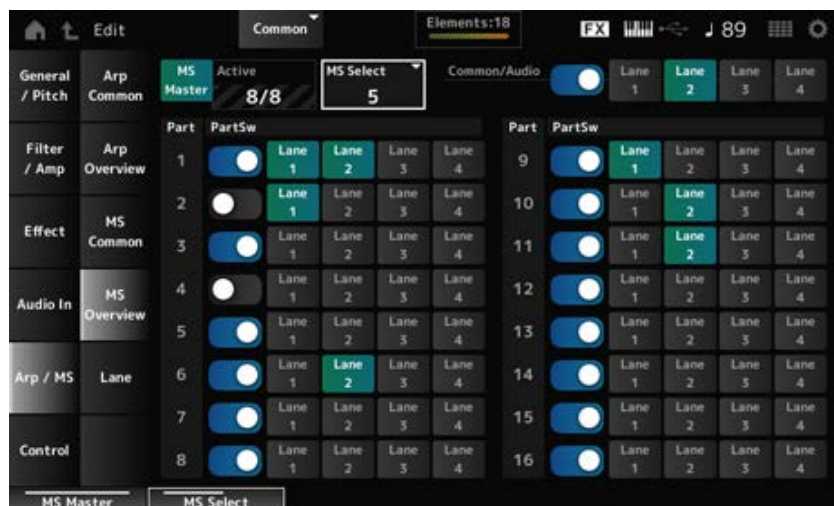 Edit Common Elements:18 FX 89
General / Pitch
Arp Common
MS Master
Active 8/8
MS Select 5
Common/Audio
Lane 1 Lane 2 Lane 3 Lane 4
Part PartSw Part PartSw
Filter / Amp
Arp Overview
1 Lane 1 Lane 2 Lane 3 Lane 4 9 Lane 1 Lane 2 Lane 3 Lane 4
2 Lane 1 Lane 2 Lane 3 Lane 4 10 Lane 1 Lane 2 Lane 3 Lane 4
Effect
MS Common
3 Lane 1 Lane 2 Lane 3 Lane 4 11 Lane 1 Lane 2 Lane 3 Lane 4
Audio In
MS Overview
4 Lane 1 Lane 2 Lane 3 Lane 4 12 Lane 1 Lane 2 Lane 3 Lane 4
5 Lane 1 Lane 2 Lane 3 Lane 4 13 Lane 1 Lane 2 Lane 3 Lane 4
Arp / MS
Lane
6 Lane 1 Lane 2 Lane 3 Lane 4 14 Lane 1 Lane 2 Lane 3 Lane 4
7 Lane 1 Lane 2 Lane 3 Lane 4 15 Lane 1 Lane 2 Lane 3 Lane 4
Control
8 Lane 1 Lane 2 Lane 3 Lane 4 16 Lane 1 Lane 2 Lane 3 Lane 4
MS Master MS Select